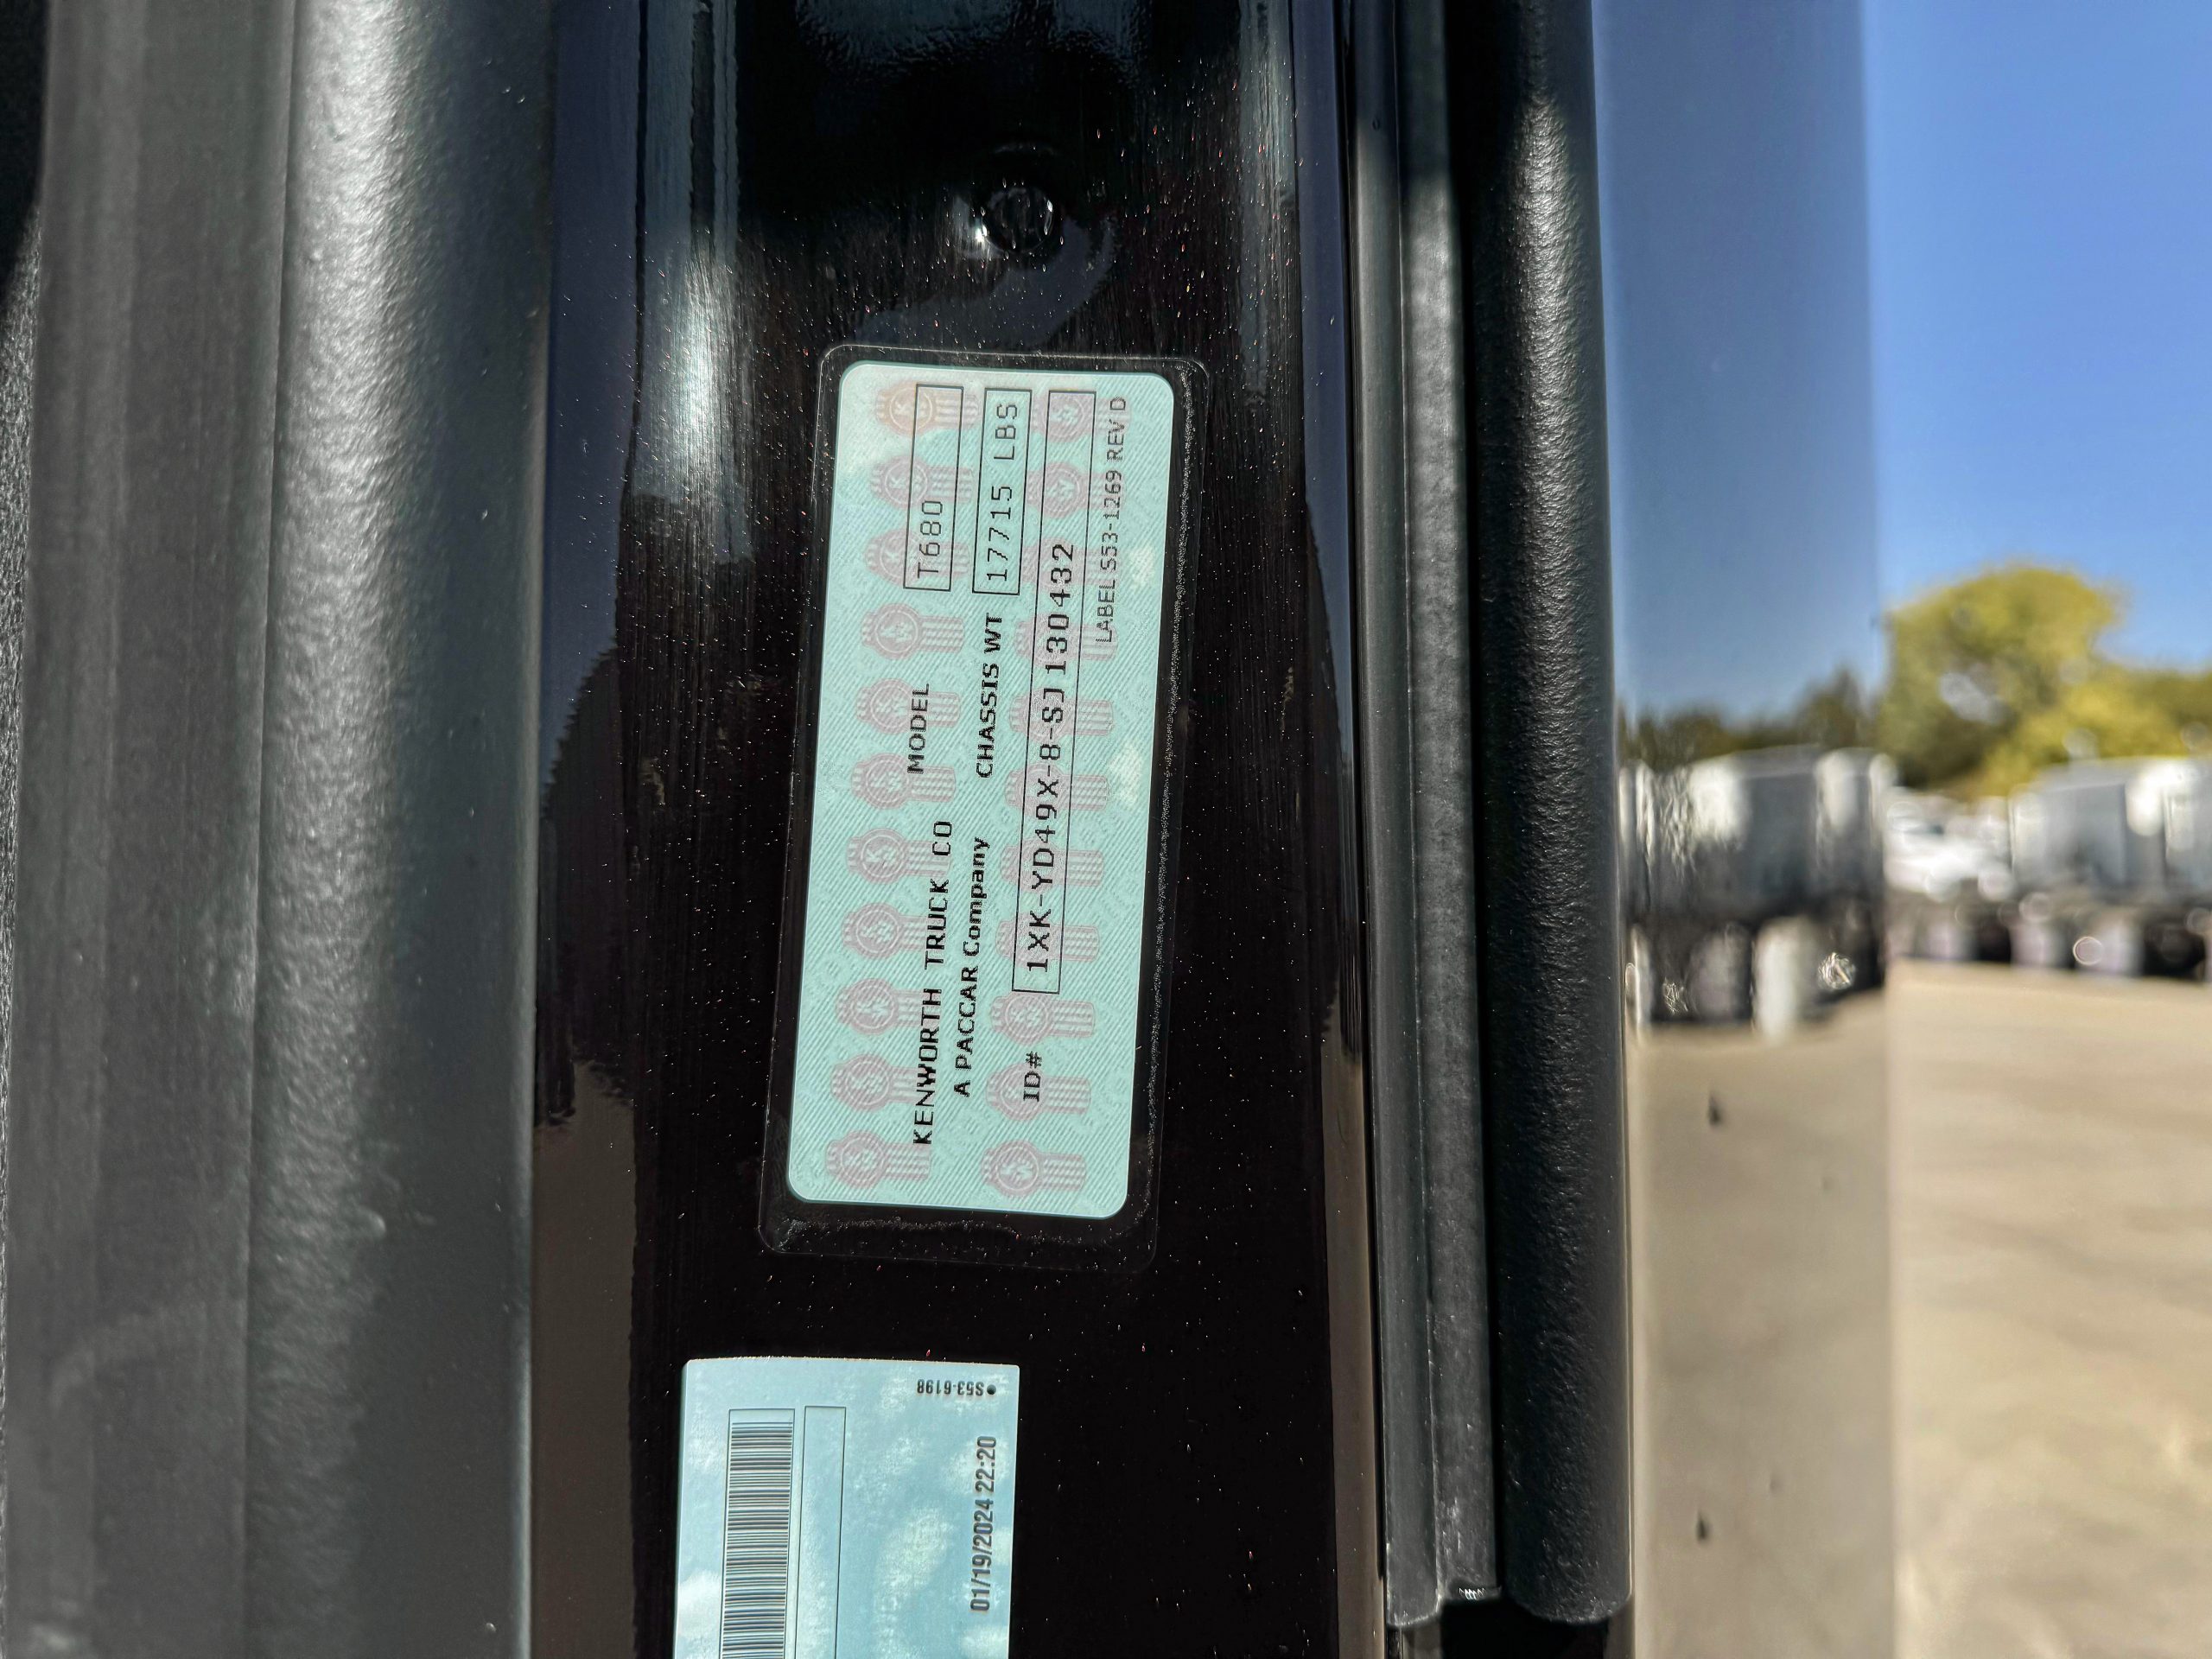 KENWORTH TRUCK CO MODEL T680
A PACCAR Company CHASSIS WT 17715 LBS
ID# 1XK-YD49X-8-SJ130432
LABEL S53-1269 REV D
S53-6198
01/19/2024 22:20